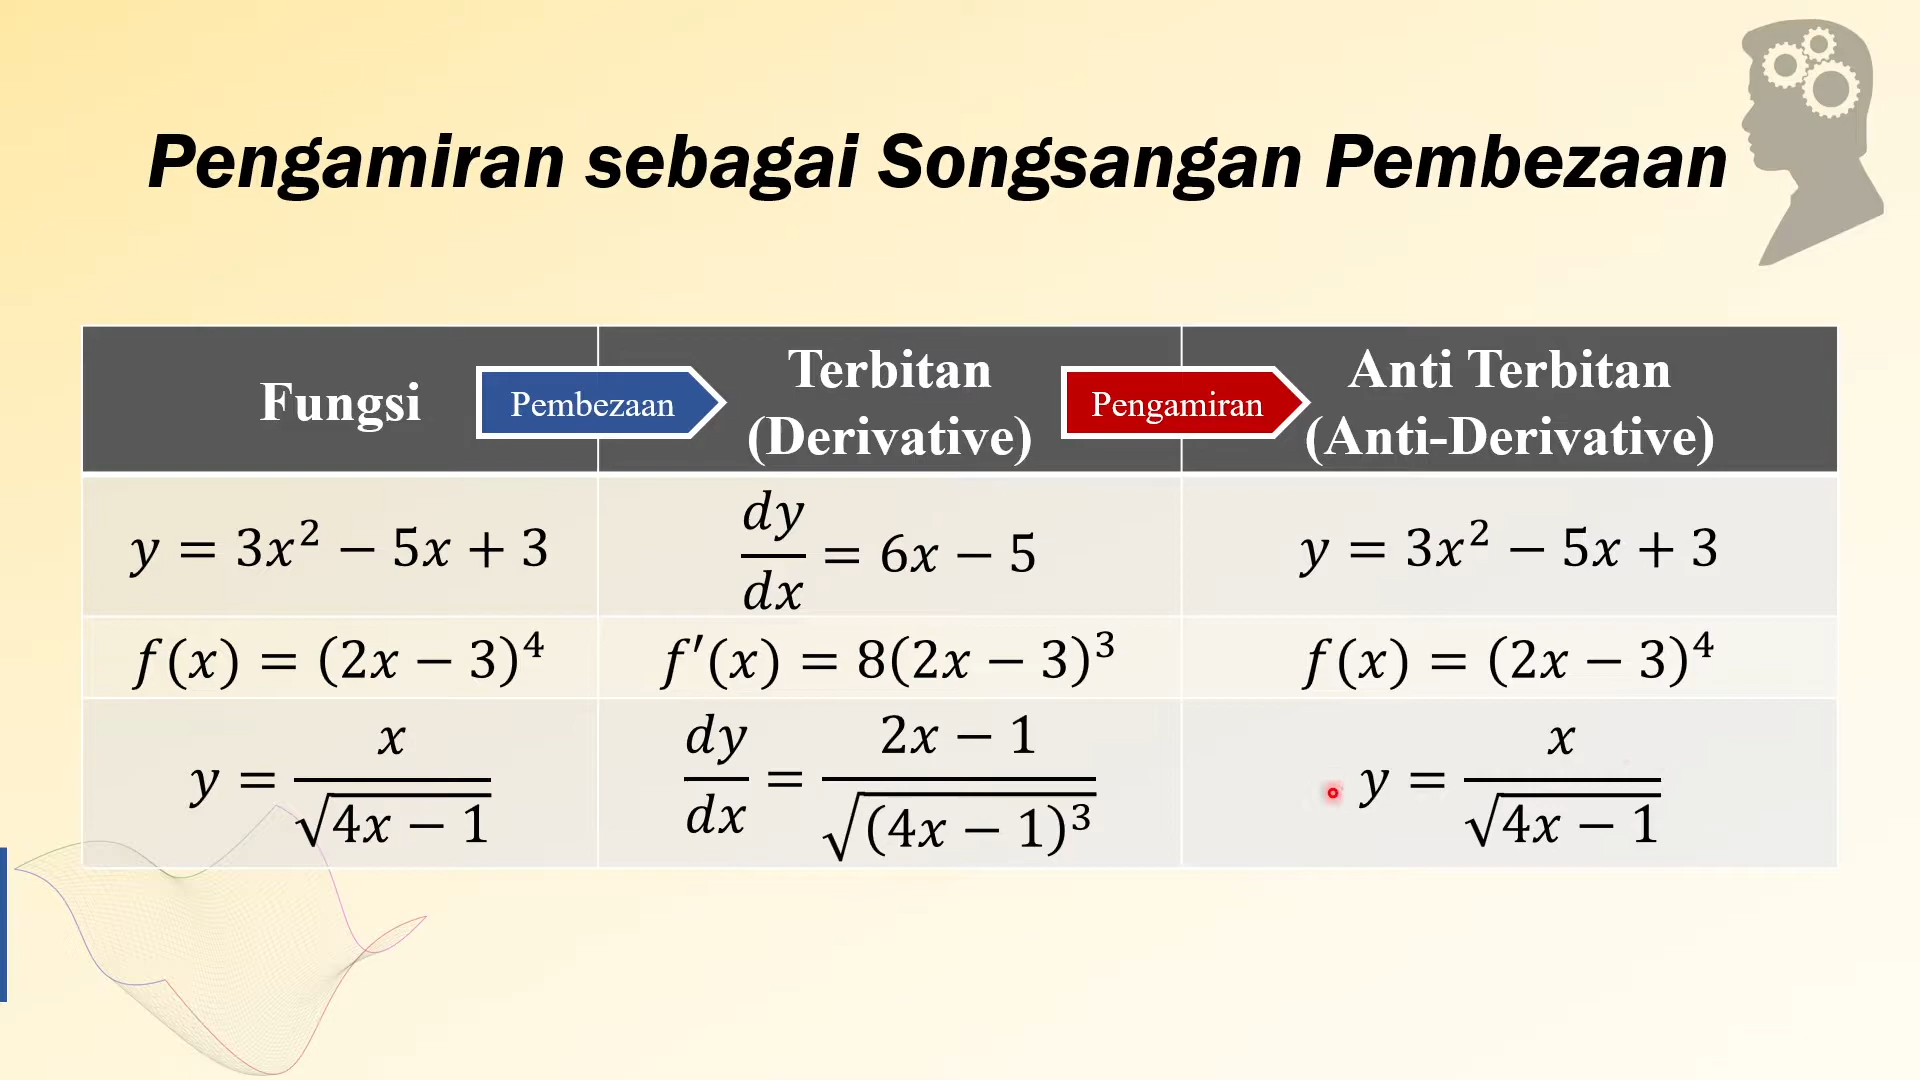 Pengamiran sebagai Songsangan Pembezaan
Fungsi
Pembezaan
Terbitan
(Derivative)
Pengamiran
Anti Terbitan
(Anti-Derivative)
y = 3x² − 5x + 3
dy/dx = 6x − 5
y = 3x² − 5x + 3
f(x) = (2x − 3)⁴
f′(x) = 8(2x − 3)³
f(x) = (2x − 3)⁴
y = x/√(4x − 1)
dy/dx = (2x − 1)/√((4x − 1)³)
y = x/√(4x − 1)